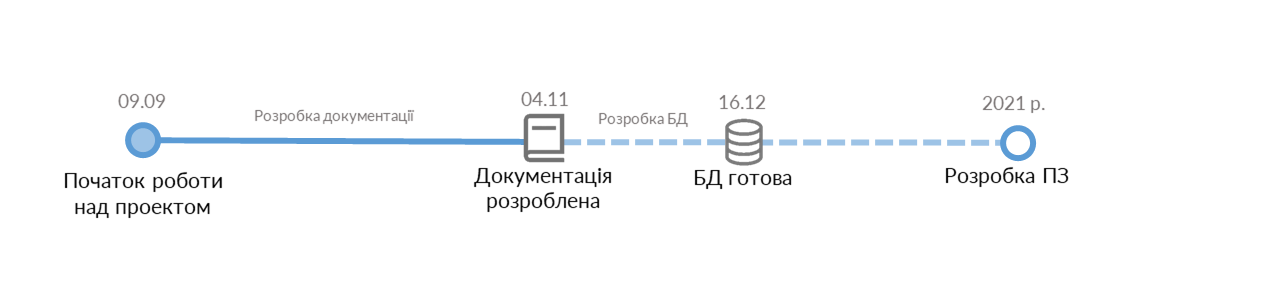 09.09
Розробка документації
04.11
Розробка БД
16.12
2021 р.
Початок роботи
над проектом
Документація
розроблена
БД готова
Розробка ПЗ